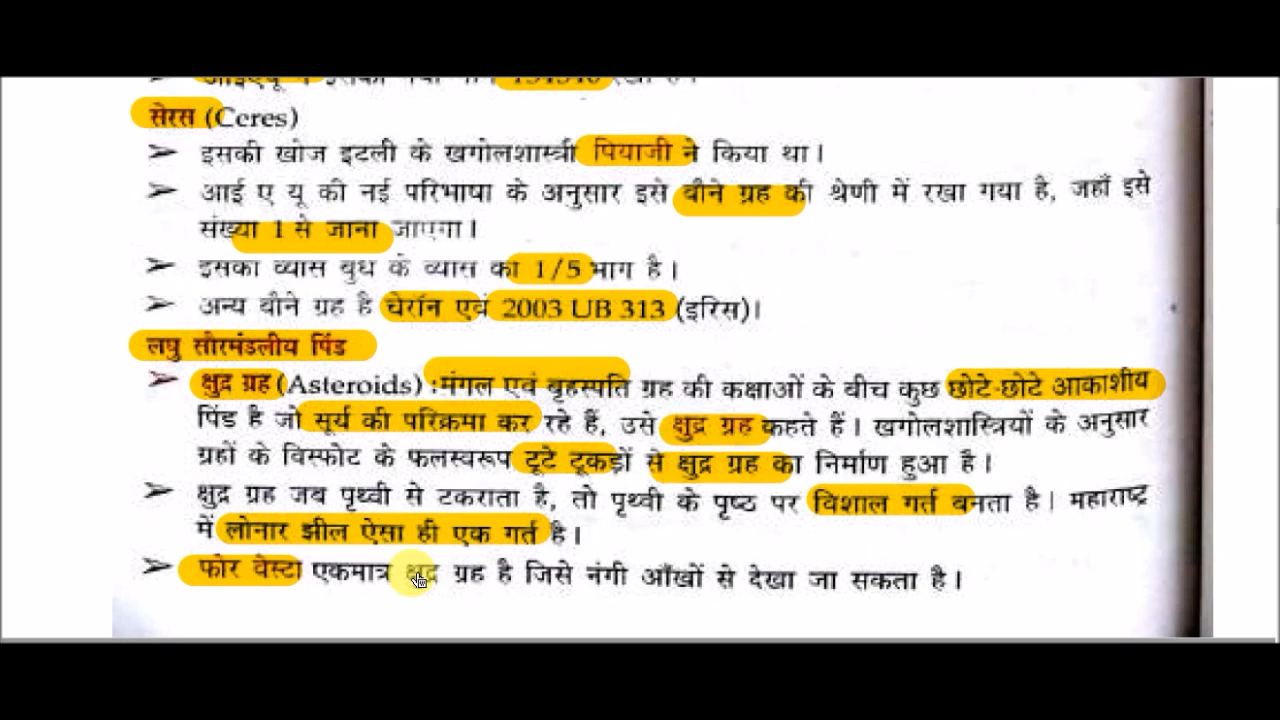 सेरस (Ceres)
➢ इसकी खोज इटली के खगोलशास्त्री पियाजी ने किया था।
➢ आई ए यू की नई परिभाषा के अनुसार इसे बौने ग्रह की श्रेणी में रखा गया है, जहाँ इसे
संख्या 1 से जाना जाएगा।
➢ इसका व्यास बुध के व्यास का 1/5 भाग है।
➢ अन्य बौने ग्रह है चेरॉन एवं 2003 UB 313 (इरिस)।
लघु सौरमंडलीय पिंड
➢ क्षुद्र ग्रह (Asteroids) : मंगल एवं बृहस्पति ग्रह की कक्षाओं के बीच कुछ छोटे-छोटे आकाशीय
पिंड है जो सूर्य की परिक्रमा कर रहे हैं, उसे क्षुद्र ग्रह कहते हैं। खगोलशास्त्रियों के अनुसार
ग्रहों के विस्फोट के फलस्वरूप टूटे टूकड़ों से क्षुद्र ग्रह का निर्माण हुआ है।
➢ क्षुद्र ग्रह जब पृथ्वी से टकराता है, तो पृथ्वी के पृष्ठ पर विशाल गर्त बनता है। महाराष्ट्र
में लोनार झील ऐसा ही एक गर्त है।
➢ फोर वेस्टा एकमात्र क्षुद्र ग्रह है जिसे नंगी आँखों से देखा जा सकता है।